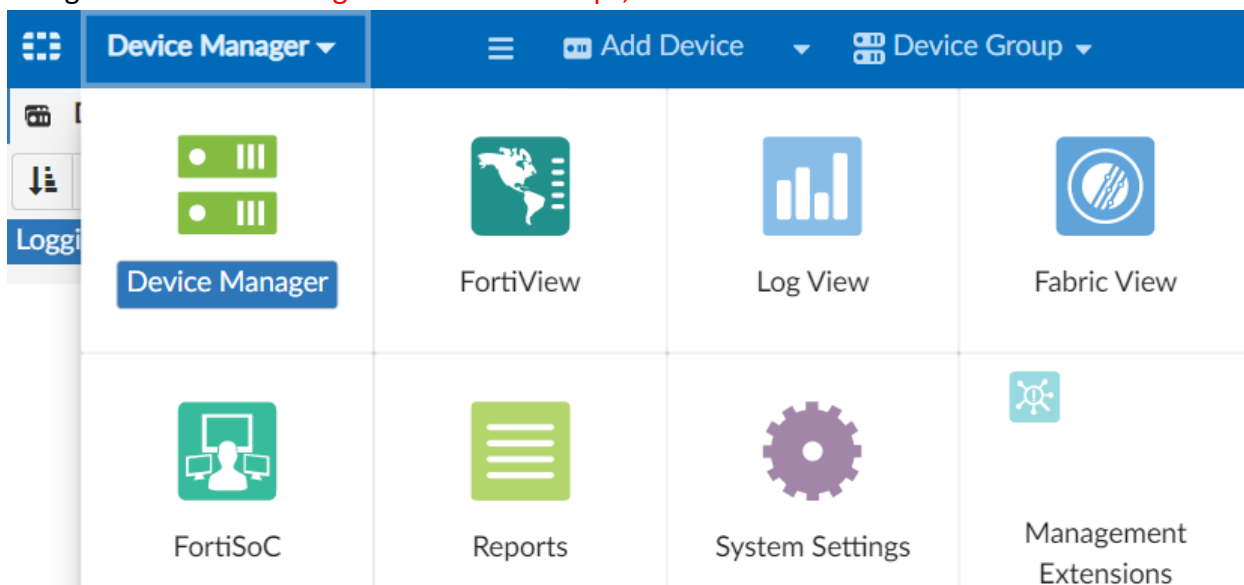 Device Manager Add Device Device Group
Device Manager FortiView Log View Fabric View
FortiSoC Reports System Settings Management
Extensions